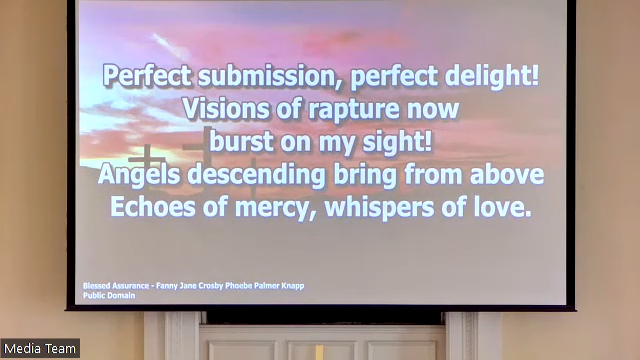 Perfect submission, perfect delight!
Visions of rapture now
burst on my sight!
Angels descending bring from above
Echoes of mercy, whispers of love.
Blessed Assurance - Fanny Jane Crosby Phoebe Palmer Knapp
Public Domain
Media Team